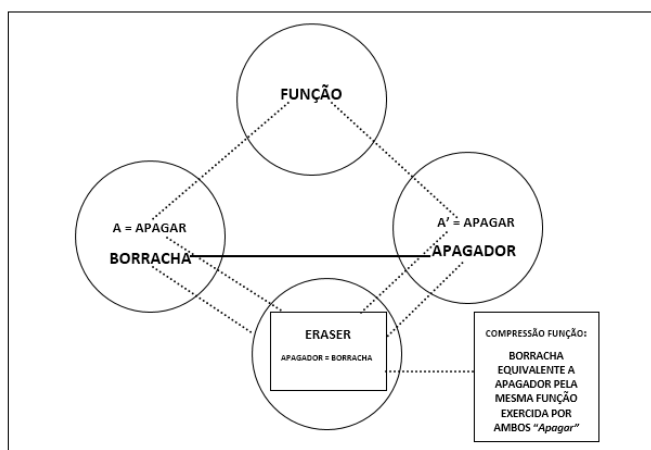 FUNÇÃO
A = APAGAR
BORRACHA
A' = APAGAR
APAGADOR
ERASER
APAGADOR = BORRACHA
COMPRESSÃO FUNÇÃO:
BORRACHA
EQUIVALENTE A
APAGADOR PELA
MESMA FUNÇÃO
EXERCIDA POR
AMBOS “Apagar”